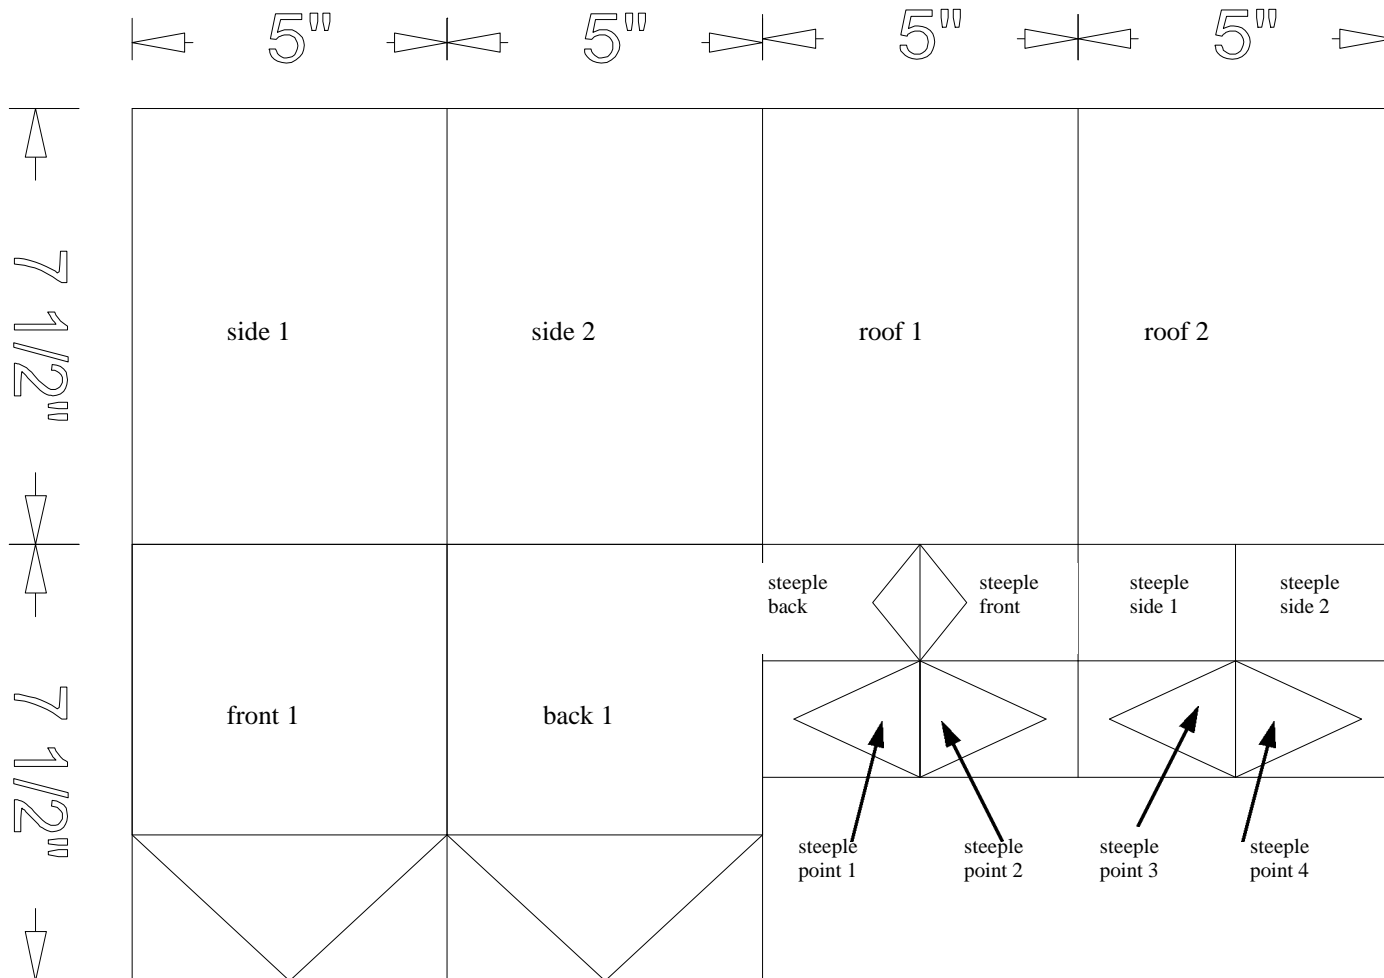 5" 5" 5" 5"
7 1/2"
side 1 side 2 roof 1 roof 2
steeple steeple steeple steeple
back front side 1 side 2
7 1/2"
front 1 back 1
steeple steeple steeple steeple
point 1 point 2 point 3 point 4